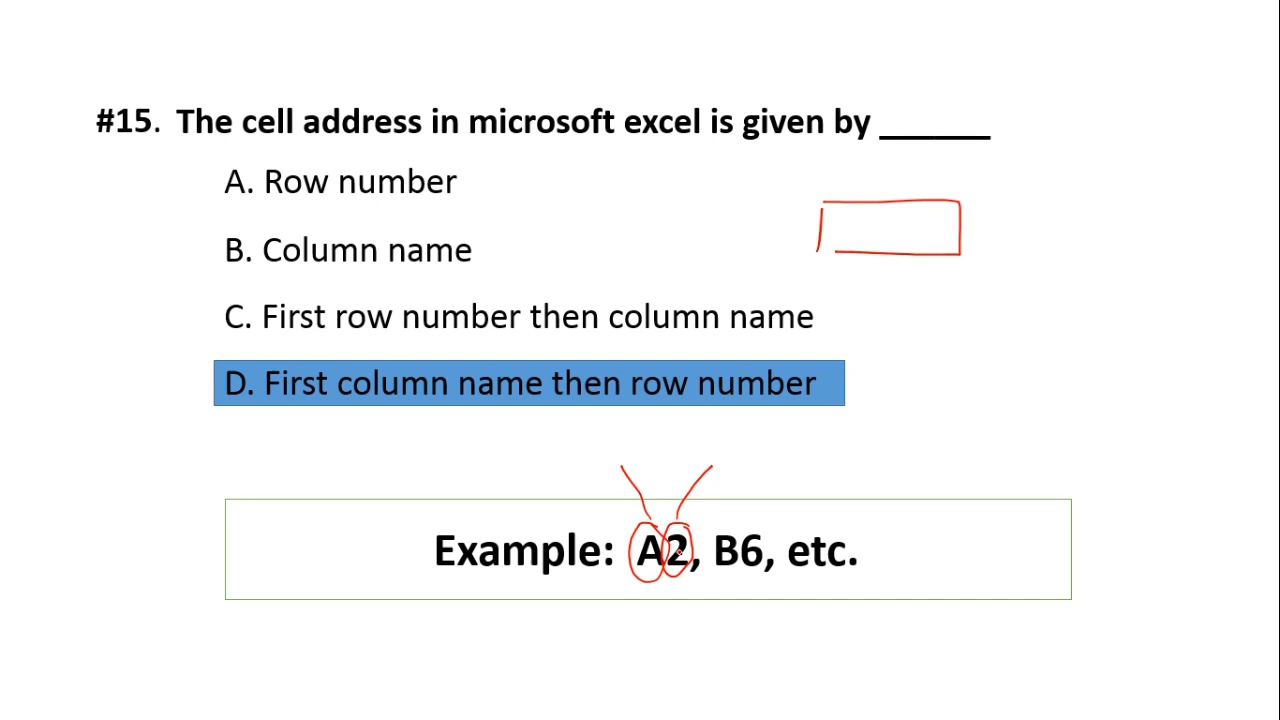 #15. The cell address in microsoft excel is given by ______
A. Row number
B. Column name
C. First row number then column name
D. First column name then row number
Example: A2, B6, etc.